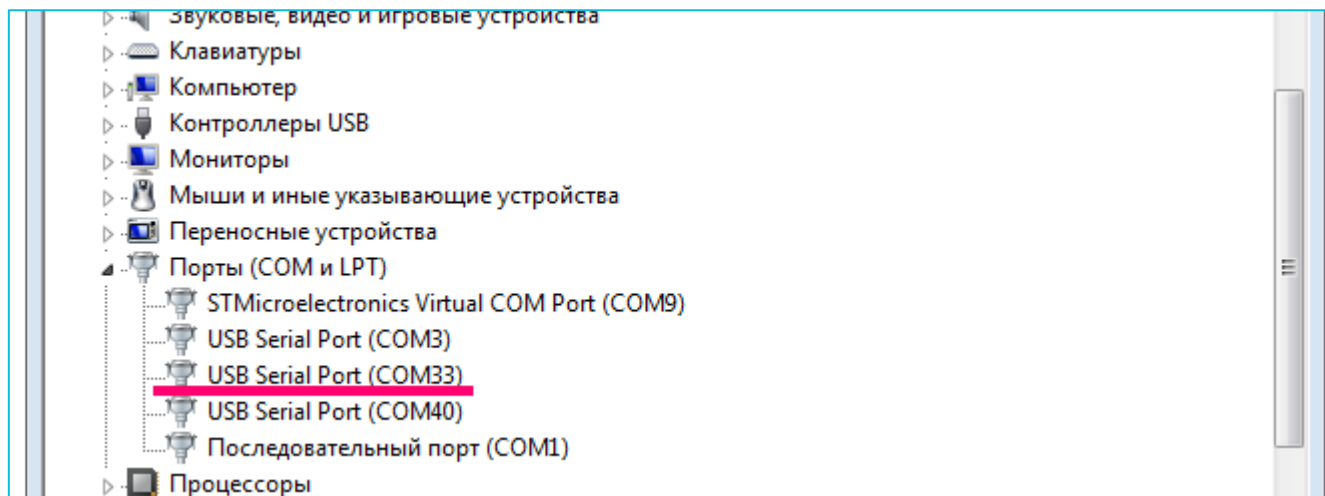 Звуковые, видео и игровые устройства
Клавиатуры
Компьютер
Контроллеры USB
Мониторы
Мыши и иные указывающие устройства
Переносные устройства
Порты (COM и LPT)
STMicroelectronics Virtual COM Port (COM9)
USB Serial Port (COM3)
USB Serial Port (COM33)
USB Serial Port (COM40)
Последовательный порт (COM1)
Процессоры